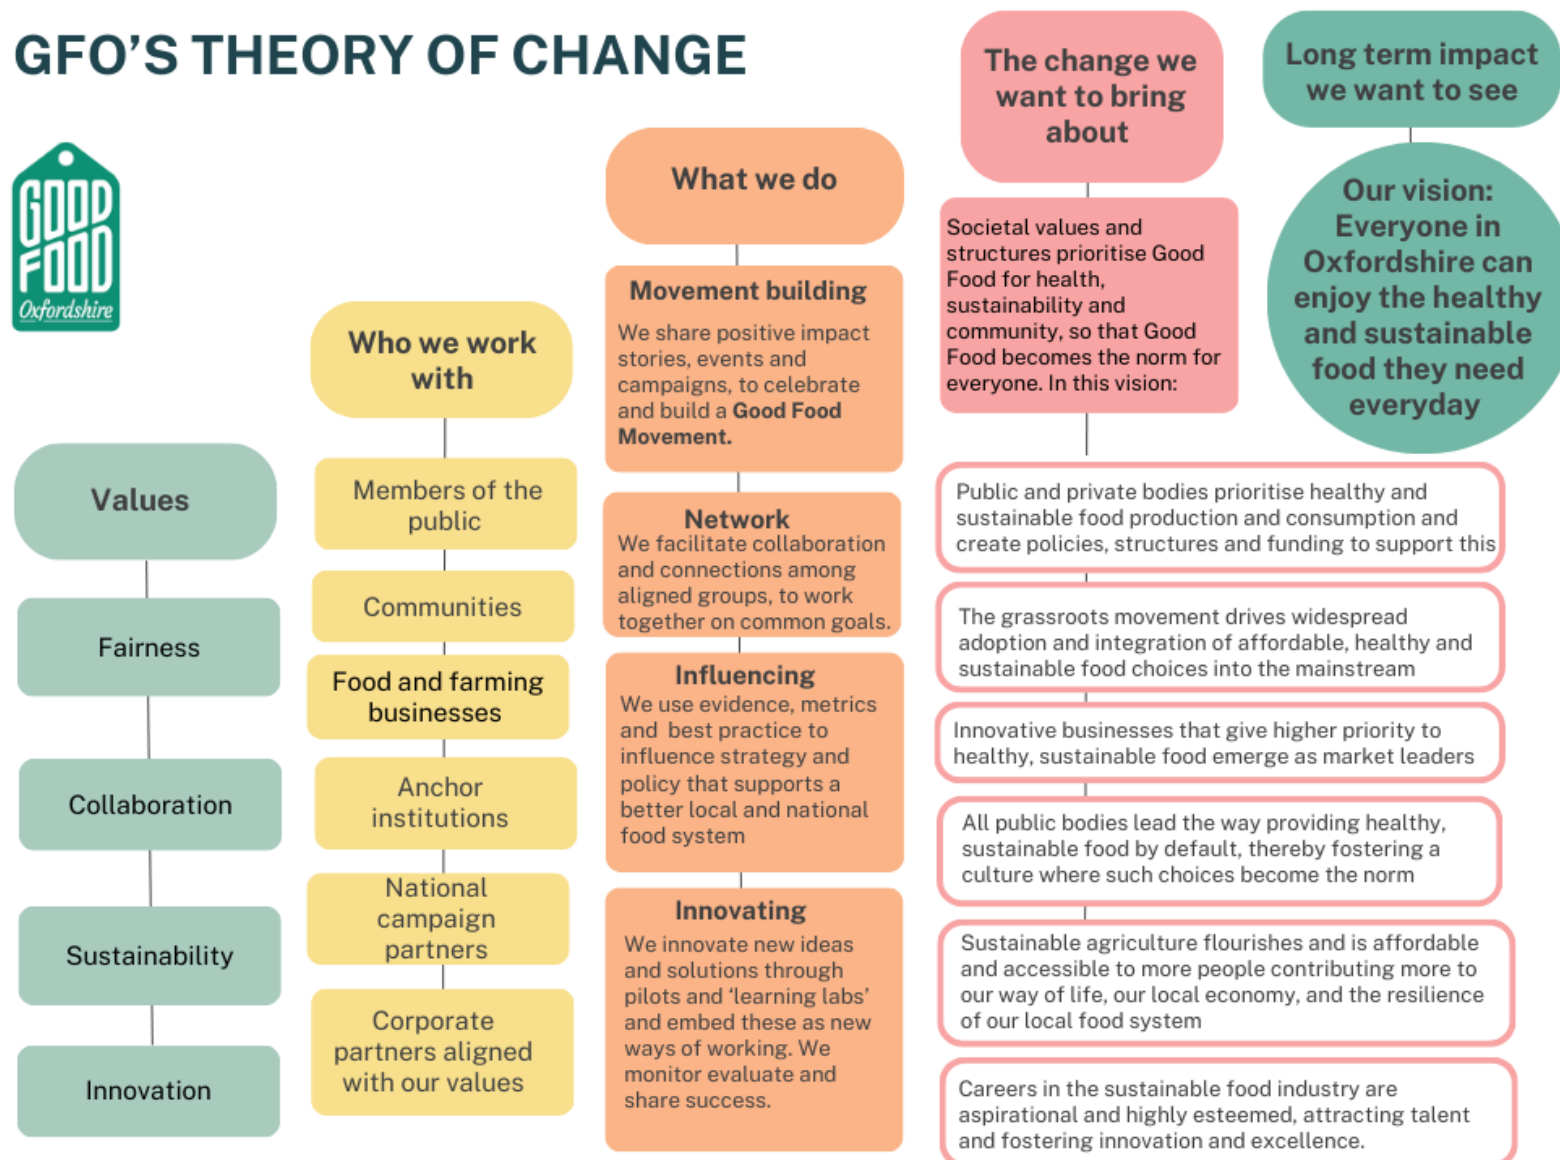 GFO’S THEORY OF CHANGE
GOOD
FOOD
Oxfordshire
Values
Fairness
Collaboration
Sustainability
Innovation
Who we work
with
Members of the
public
Communities
Food and farming
businesses
Anchor
institutions
National
campaign
partners
Corporate
partners aligned
with our values
What we do
Movement building
We share positive impact
stories, events and
campaigns, to celebrate
and build a Good Food
Movement.
Network
We facilitate collaboration
and connections among
aligned groups, to work
together on common goals.
Influencing
We use evidence, metrics
and best practice to
influence strategy and
policy that supports a
better local and national
food system
Innovating
We innovate new ideas
and solutions through
pilots and ‘learning labs’
and embed these as new
ways of working. We
monitor evaluate and
share success.
The change we
want to bring
about
Societal values and
structures prioritise Good
Food for health,
sustainability and
community, so that Good
Food becomes the norm for
everyone. In this vision:
Public and private bodies prioritise healthy and
sustainable food production and consumption and
create policies, structures and funding to support this
The grassroots movement drives widespread
adoption and integration of affordable, healthy and
sustainable food choices into the mainstream
Innovative businesses that give higher priority to
healthy, sustainable food emerge as market leaders
All public bodies lead the way providing healthy,
sustainable food by default, thereby fostering a
culture where such choices become the norm
Sustainable agriculture flourishes and is affordable
and accessible to more people contributing more to
our way of life, our local economy, and the resilience
of our local food system
Careers in the sustainable food industry are
aspirational and highly esteemed, attracting talent
and fostering innovation and excellence.
Long term impact
we want to see
Our vision:
Everyone in
Oxfordshire can
enjoy the healthy
and sustainable
food they need
everyday